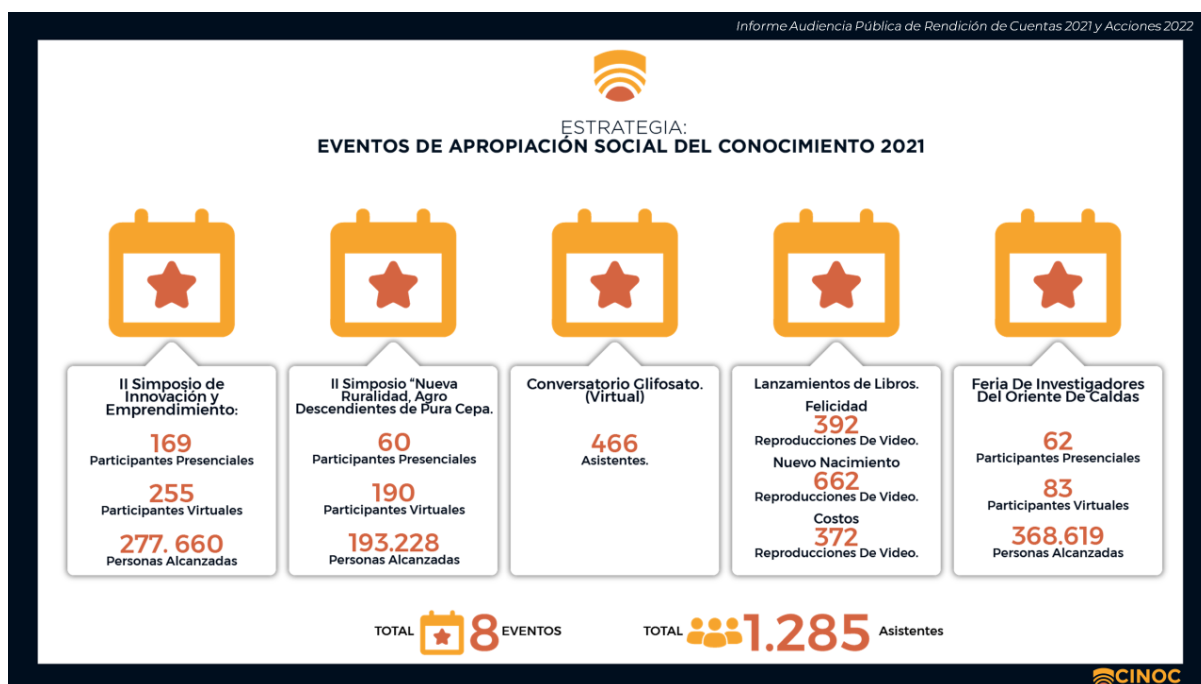 Informe Audiencia Pública de Rendición de Cuentas 2021 y Acciones 2022
ESTRATEGIA:
EVENTOS DE APROPIACIÓN SOCIAL DEL CONOCIMIENTO 2021
II Simposio de
Innovación y
Emprendimiento:
169
Participantes Presenciales
255
Participantes Virtuales
277. 660
Personas Alcanzadas
II Simposio “Nueva
Ruralidad, Agro
Descendientes de Pura Cepa.
60
Participantes Presenciales
190
Participantes Virtuales
193.228
Personas Alcanzadas
Conversatorio Glifosato.
(Virtual)
466
Asistentes.
Lanzamientos de Libros.
Felicidad
392
Reproducciones De Video.
Nuevo Nacimiento
662
Reproducciones De Video.
Costos
372
Reproducciones De Video.
Feria De Investigadores
Del Oriente De Caldas
62
Participantes Presenciales
83
Participantes Virtuales
368.619
Personas Alcanzadas
TOTAL 8 EVENTOS
TOTAL 1.285 Asistentes
CINOC